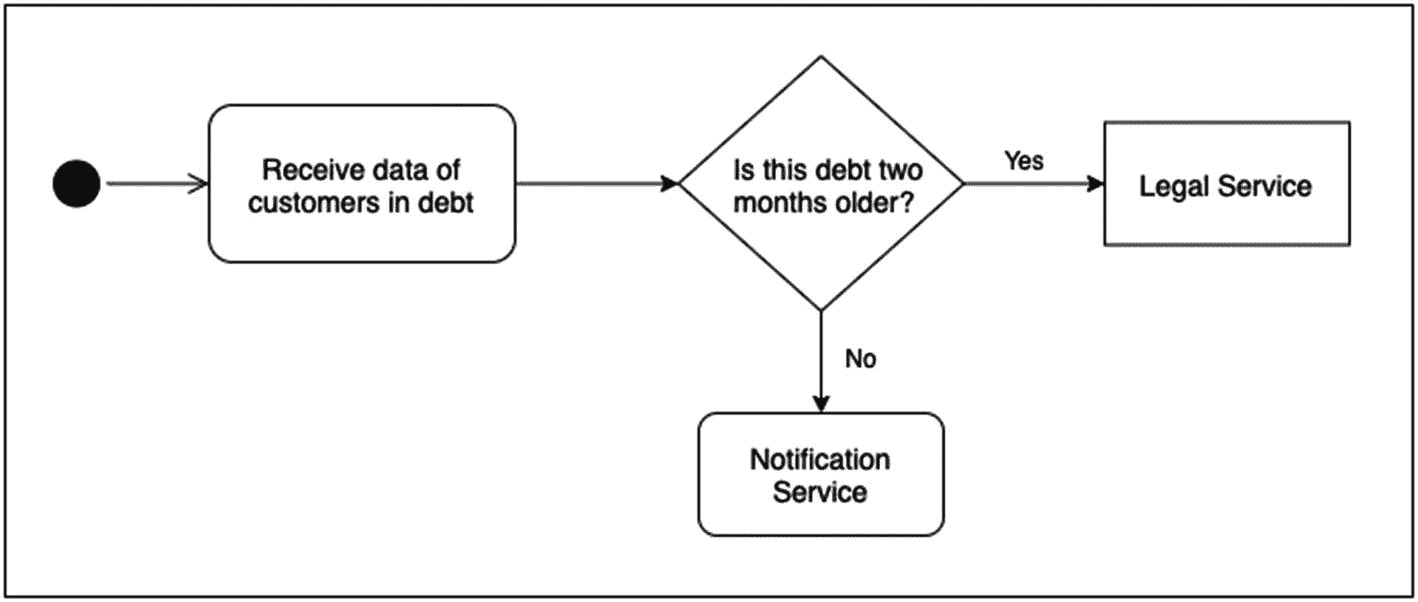 Receive data of
customers in debt
Is this debt two
months older?
Yes
Legal Service
No
Notification
Service